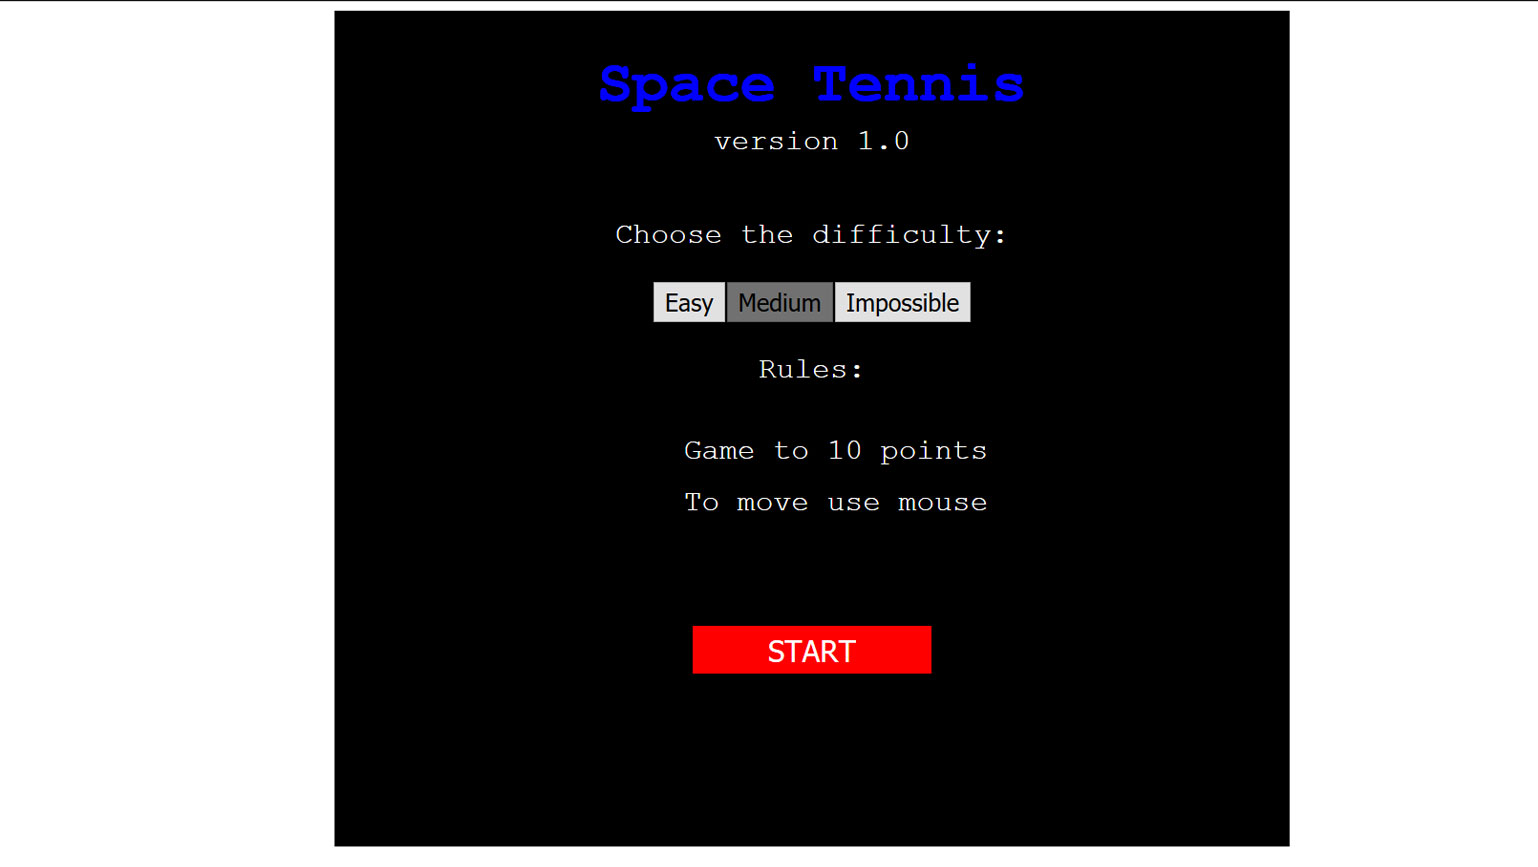 Space Tennis
version 1.0
Choose the difficulty:
Easy Medium Impossible
Rules:
Game to 10 points
To move use mouse
START